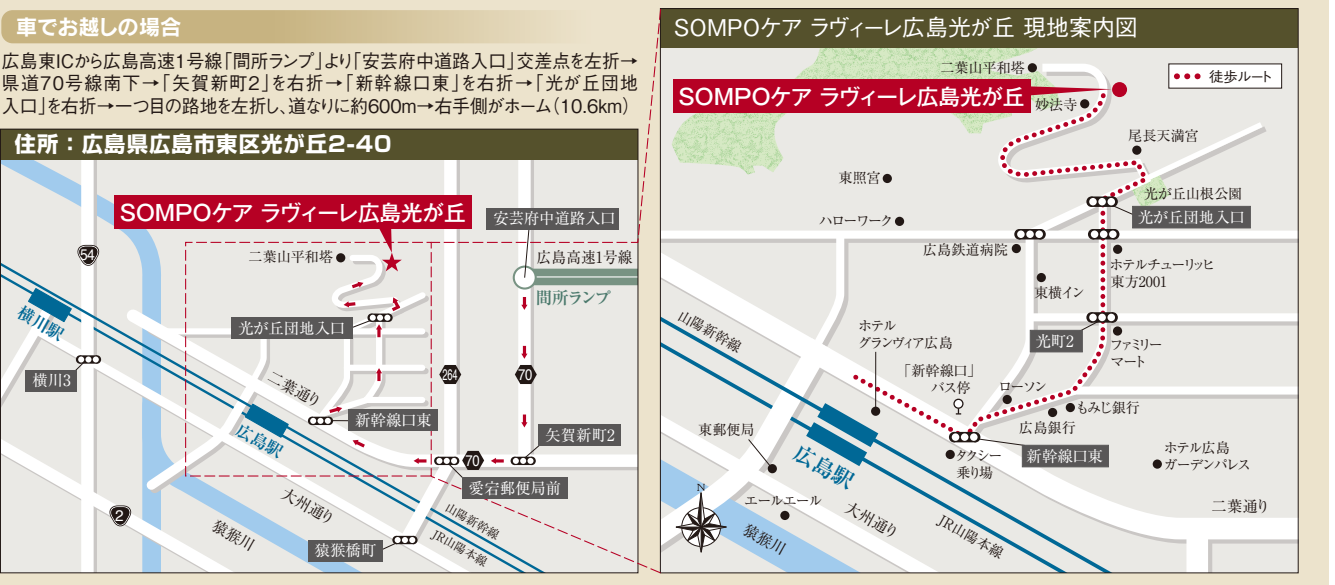 車でお越しの場合
広島東ICから広島高速1号線「間所ランプ」より「安芸府中道路入口」交差点を左折→
県道70号線南下→「矢賀新町2」を右折→「新幹線口東」を右折→「光が丘団地
入口」を右折→一つ目の路地を左折し、道なりに約600m→右手側がホーム(10.6km)
住所：広島県広島市東区光が丘2-40
SOMPOケア ラヴィーレ広島光が丘
安芸府中道路入口
54
二葉山平和塔
広島高速1号線
間所ランプ
横川駅
光が丘団地入口
横川3
二葉通り
264
70
新幹線口東
広島駅
矢賀新町2
70
愛宕郵便局前
2
大州通り
山陽新幹線
猿猴川
猿猴橋町
JR山陽本線
SOMPOケア ラヴィーレ広島光が丘 現地案内図
二葉山平和塔
徒歩ルート
SOMPOケア ラヴィーレ広島光が丘
妙法寺
尾長天満宮
東照宮
光が丘山根公園
光が丘団地入口
ハローワーク
広島鉄道病院
ホテルチューリッヒ
東方2001
東横イン
山陽新幹線
ホテル
グランヴィア広島
光町2
ファミリー
マート
「新幹線口」
バス停
ローソン
もみじ銀行
広島銀行
東郵便局
広島駅
タクシー
乗り場
新幹線口東
ホテル広島
ガーデンパレス
N
エールエール
大州通り
JR山陽本線
二葉通り
猿猴川